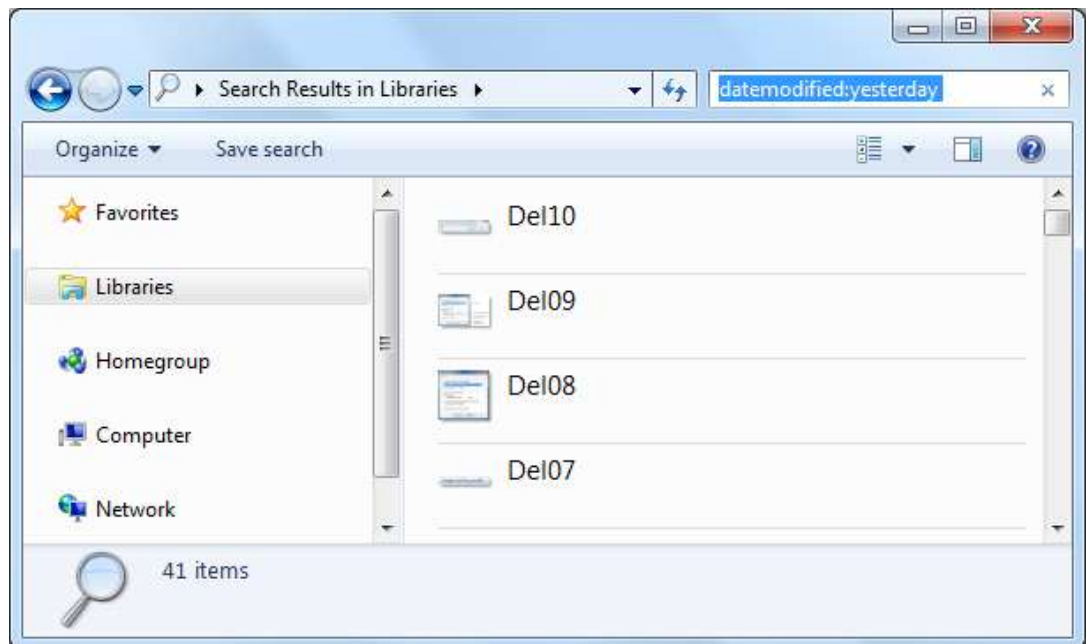 Search Results in Libraries
datemodified:yesterday
Organize
Save search
Favorites
Libraries
Homegroup
Computer
Network
Del10
Del09
Del08
Del07
41 items